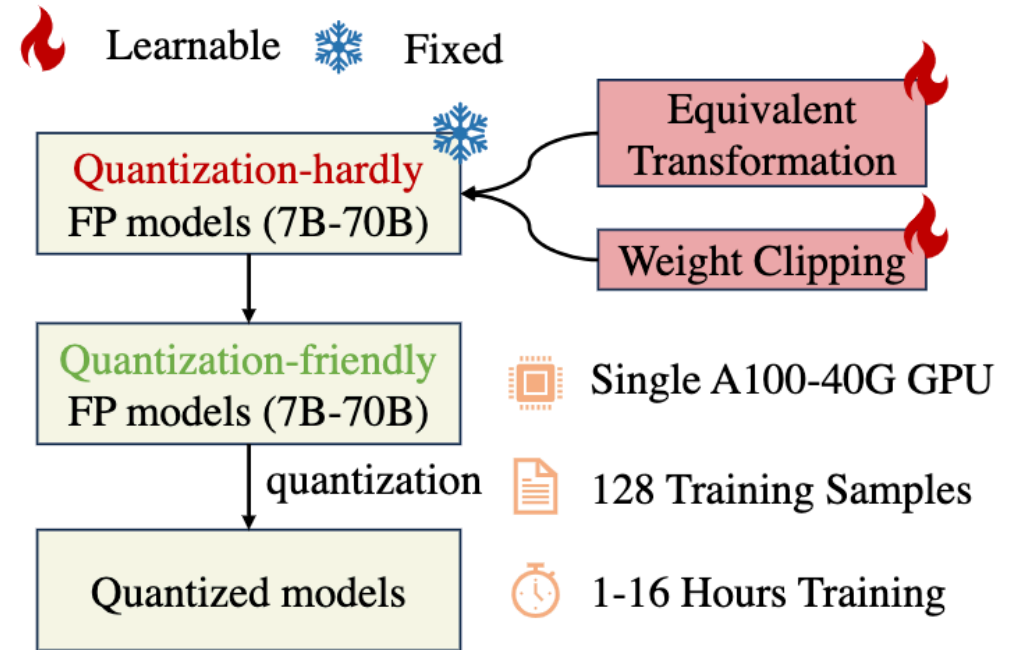 Learnable
Fixed
Equivalent
Transformation
Quantization-hardly
FP models (7B-70B)
Weight Clipping
Quantization-friendly
FP models (7B-70B)
Single A100-40G GPU
quantization
128 Training Samples
Quantized models
1-16 Hours Training